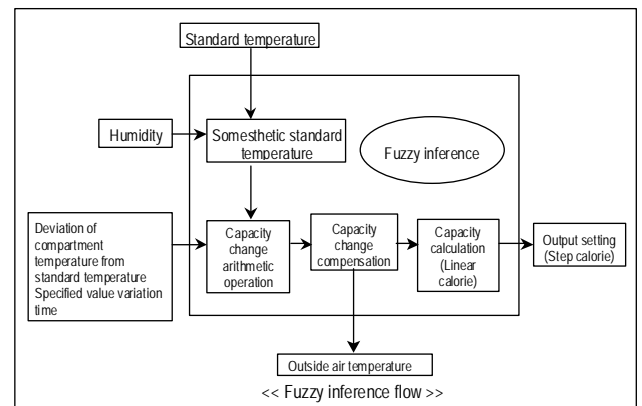 Standard temperature
Humidity
Somesthetic standard
temperature
Fuzzy inference
Deviation of
compartment
temperature from
standard temperature
Specified value variation
time
Capacity
change
arithmetic
operation
Capacity
change
compensation
Capacity
calculation
(Linear
calorie)
Output setting
(Step calorie)
Outside air temperature
<< Fuzzy inference flow >>